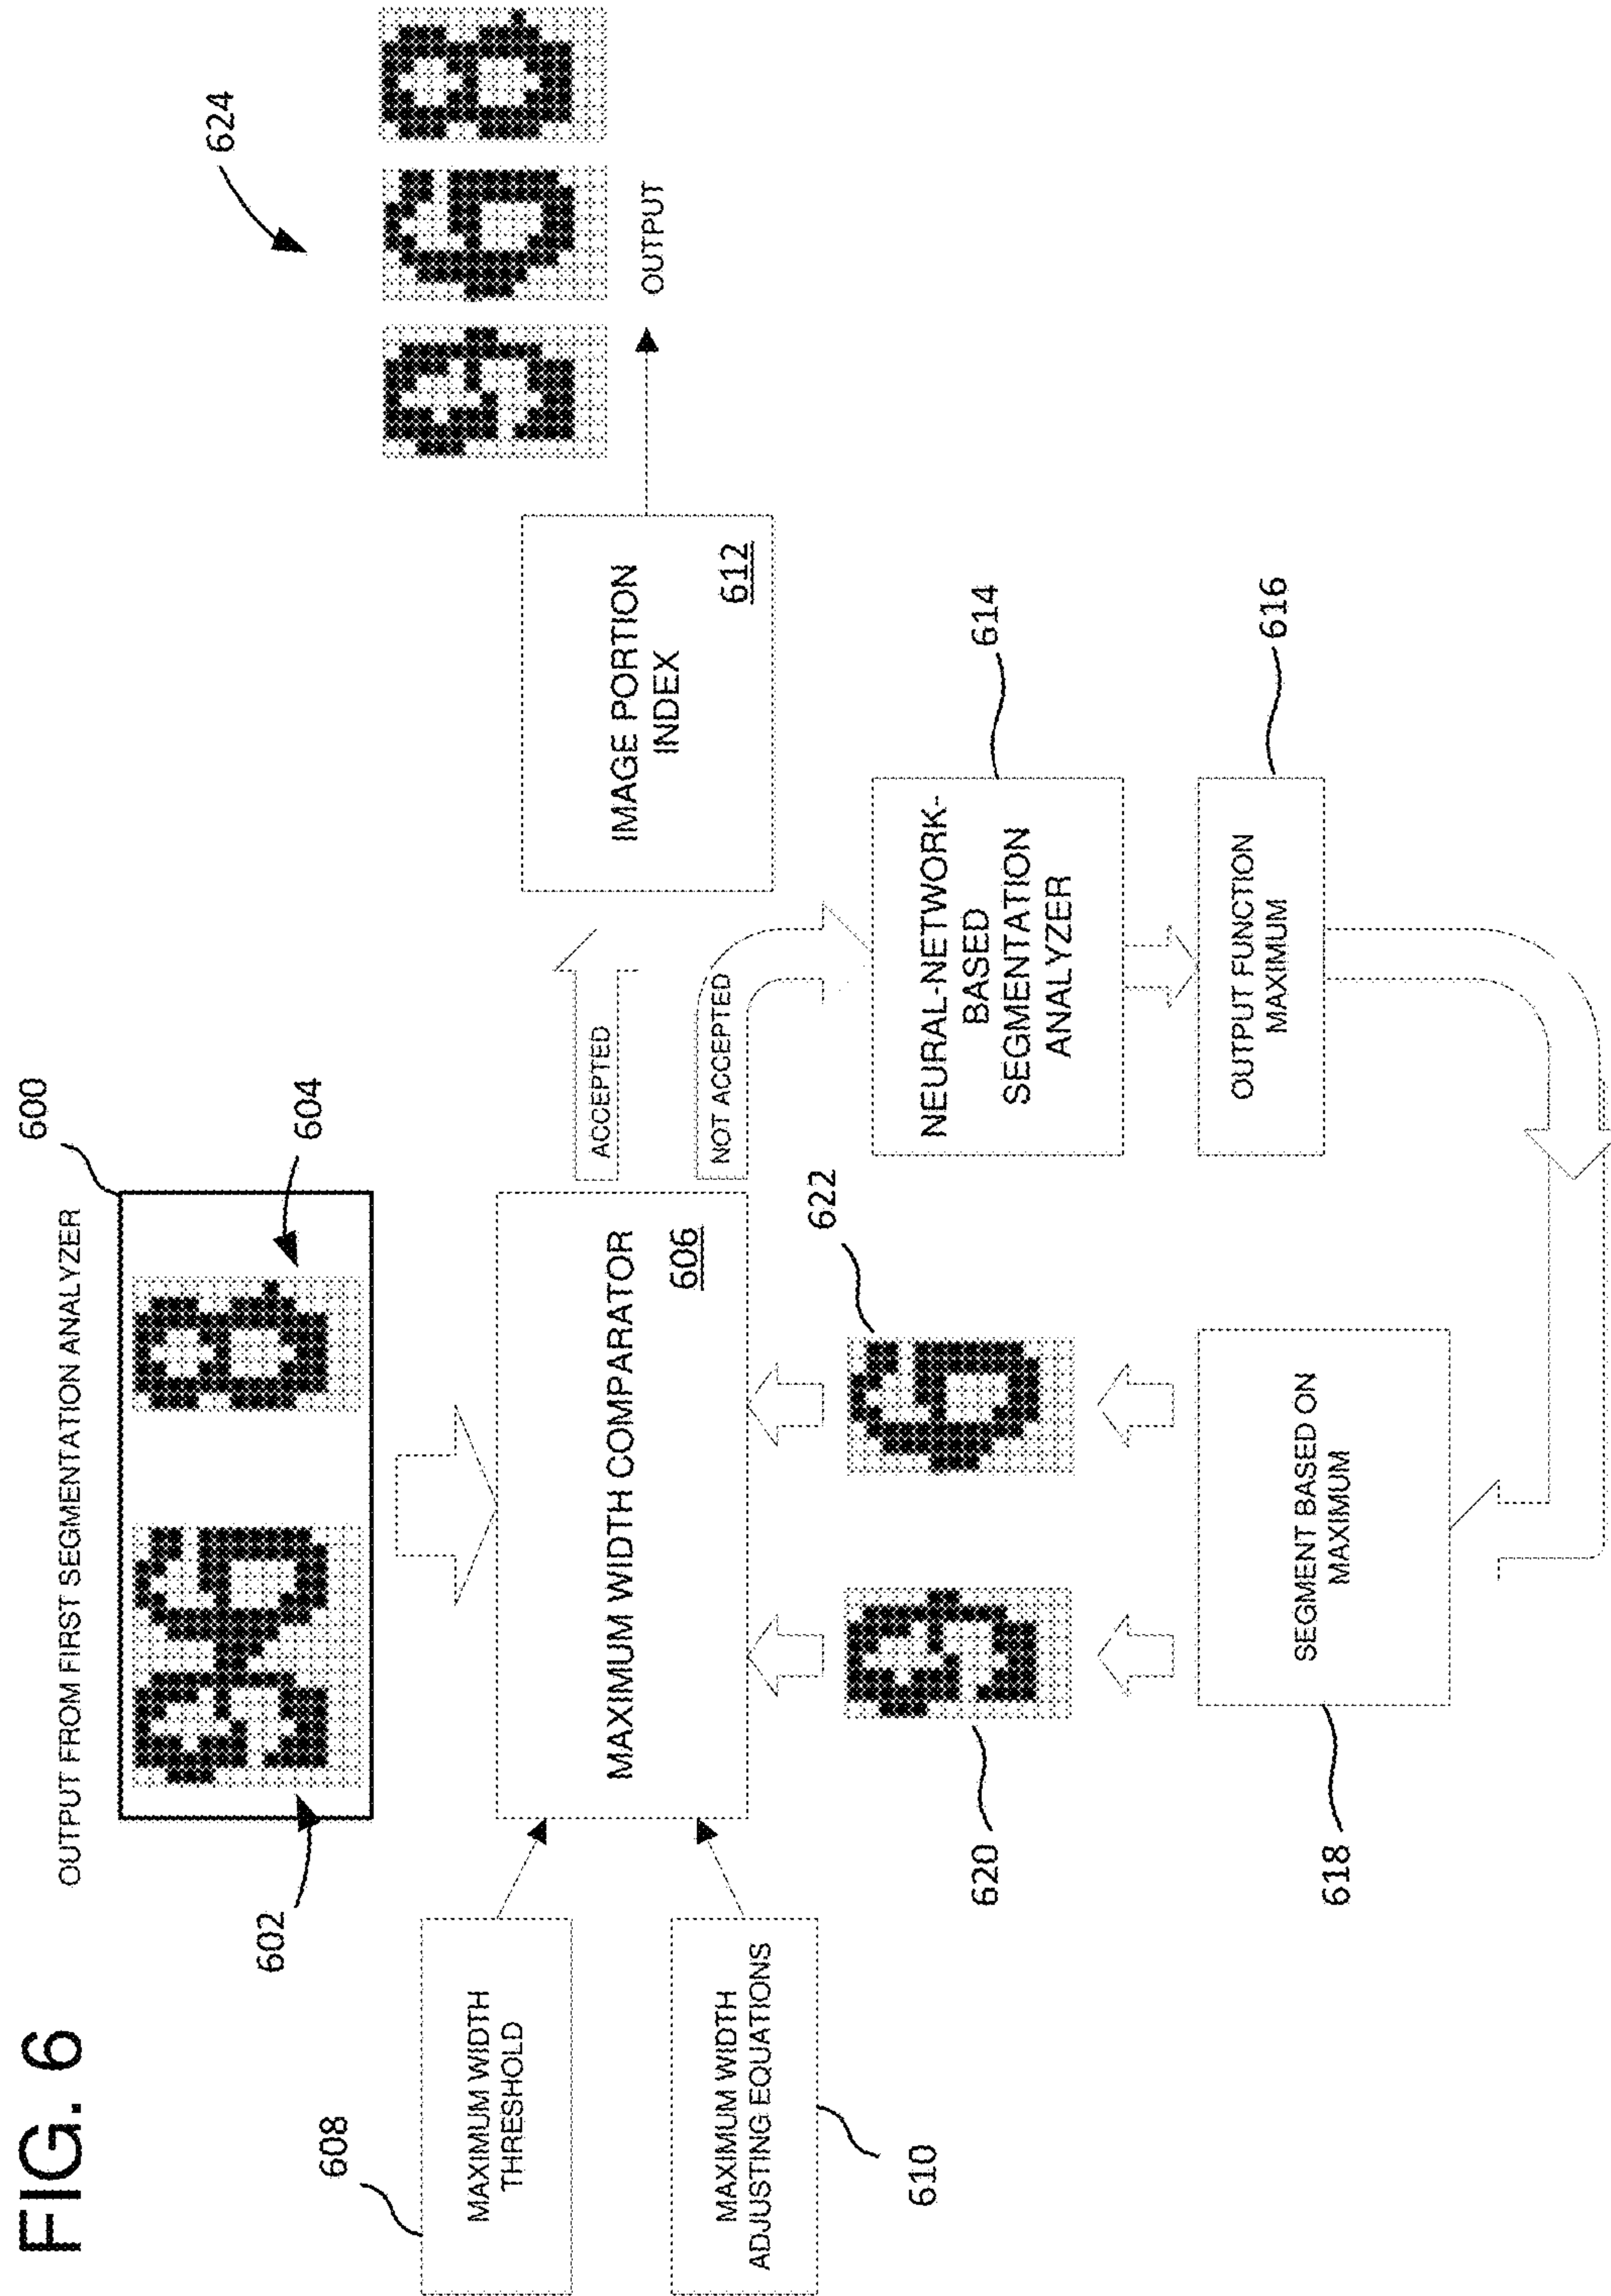 FIG. 6
OUTPUT FROM FIRST SEGMENTATION ANALYZER
600
602
604
624
608
MAXIMUM WIDTH
THRESHOLD
MAXIMUM WIDTH
ADJUSTING EQUATIONS
610
MAXIMUM WIDTH COMPARATOR
606
ACCEPTED
NOT ACCEPTED
IMAGE PORTION
INDEX
612
OUTPUT
620
622
NEURAL-NETWORK-
BASED
SEGMENTATION
ANALYZER
614
618
SEGMENT BASED ON
MAXIMUM
OUTPUT FUNCTION
MAXIMUM
616